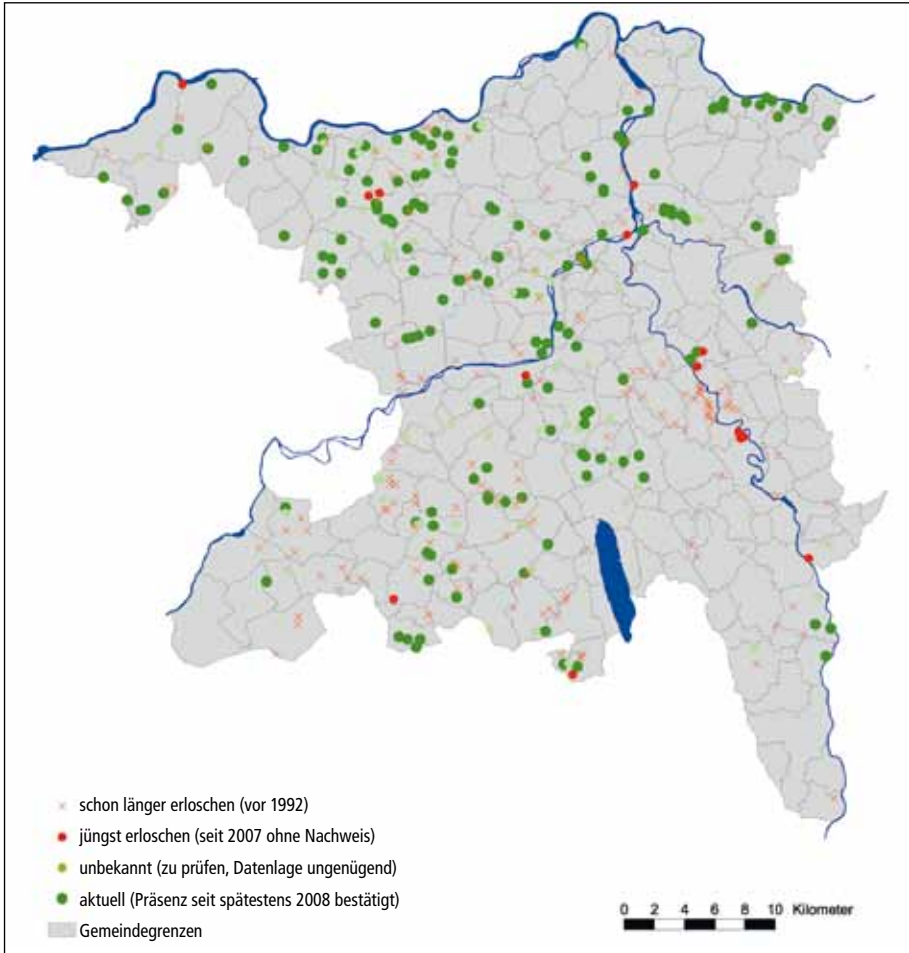 schon länger erloschen (vor 1992)
jüngst erloschen (seit 2007 ohne Nachweis)
unbekannt (zu prüfen, Datenlage ungenügend)
aktuell (Präsenz seit spätestens 2008 bestätigt)
Gemeindegrenzen
0 2 4 6 8 10 Kilometer